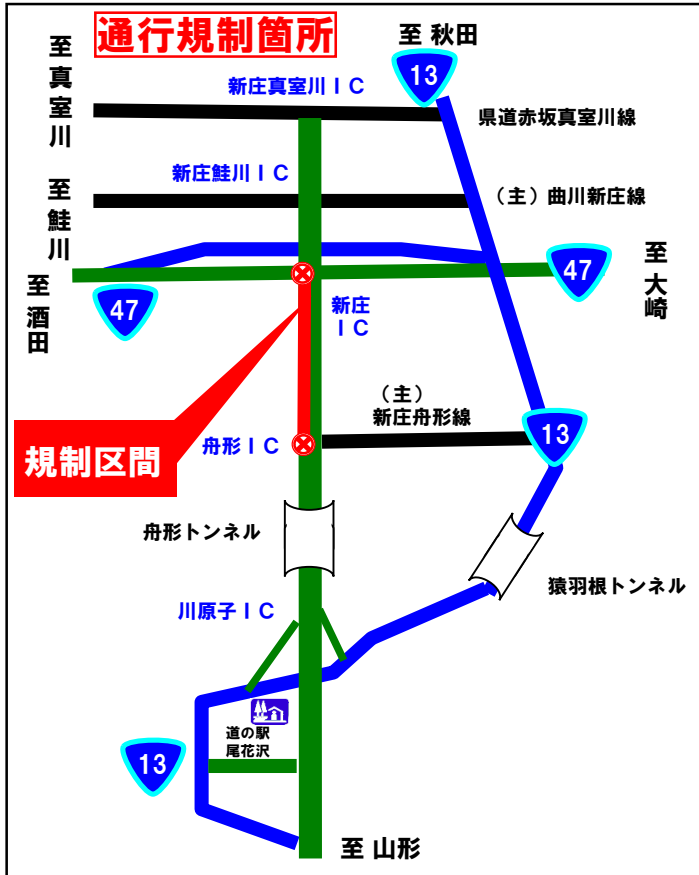 通行規制箇所
至 秋田
13
至真室川
新庄真室川ＩＣ
県道赤坂真室川線
新庄鮭川ＩＣ
（主）曲川新庄線
至鮭川
至酒田
47
47
至大崎
新庄
ＩＣ
（主）
新庄舟形線
13
規制区間
舟形ＩＣ
舟形トンネル
猿羽根トンネル
川原子ＩＣ
道の駅
尾花沢
13
至 山形